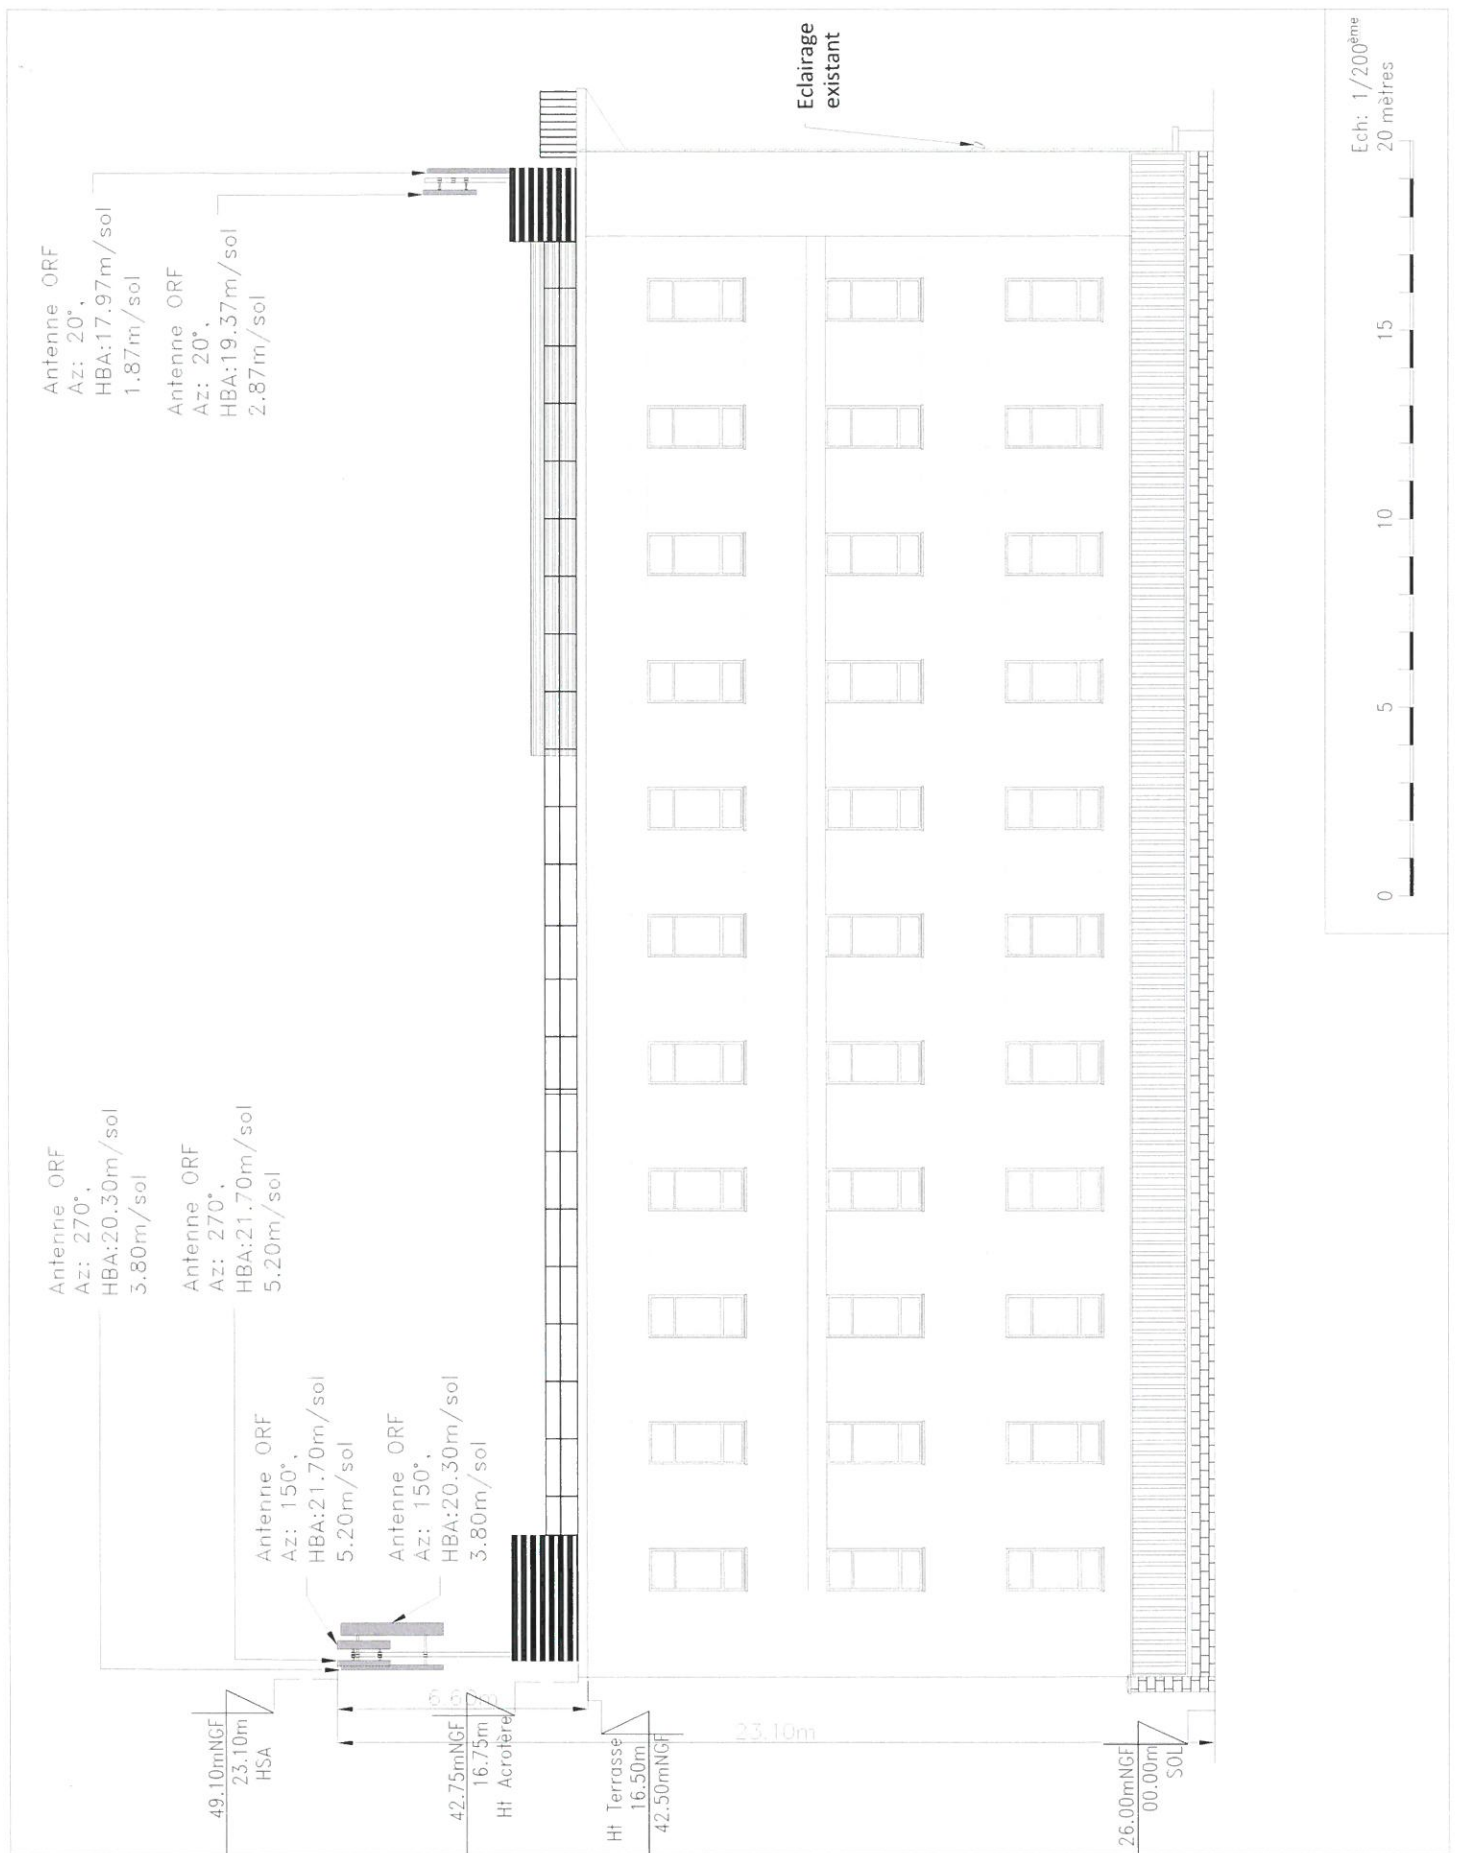 Antenne ORF
Az: 270°,
HBA:20.30m/sol
3.80m/sol
Antenne ORF
Az: 270°,
HBA:21.70m/sol
5.20m/sol
Antenne ORF
Az: 150°,
HBA:21.70m/sol
5.20m/sol
Antenne ORF
Az: 150°,
HBA:20.30m/sol
3.80m/sol
Antenne ORF
Az: 20°,
HBA:17.97m/sol
1.87m/sol
Antenne ORF
Az: 20°,
HBA:19.37m/sol
2.87m/sol
49.10mNGF
23.10m
HSA
6.60m
42.75mNGF
16.75m
Ht Acrotère
Ht Terrasse
16.50m
42.50mNGF
23.10m
26.00mNGF
00.00m
SOL
Eclairage
existant
Ech: 1/200ème
0 5 10 15 20 mètres